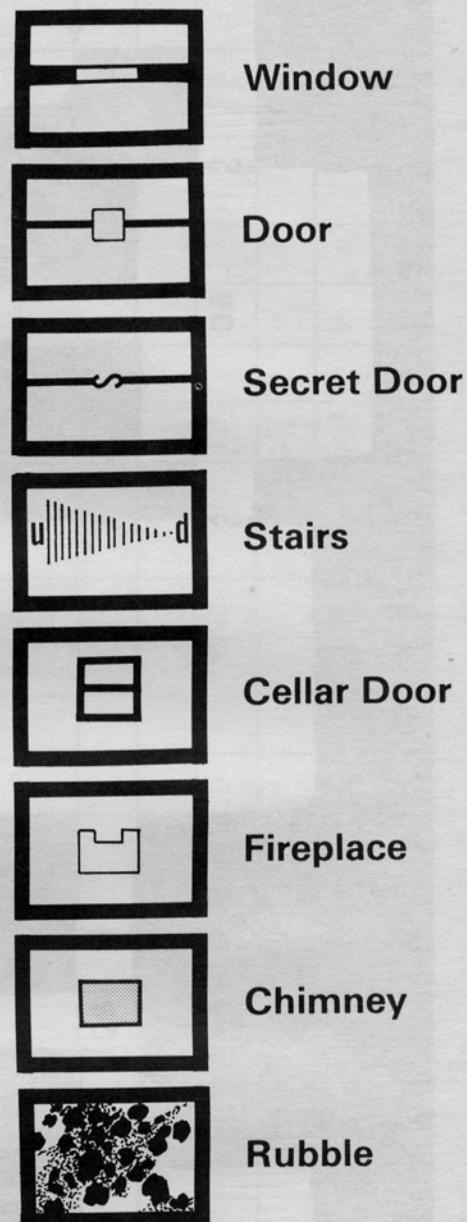 Window
Door
Secret Door
u d
Stairs
Cellar Door
Fireplace
Chimney
Rubble